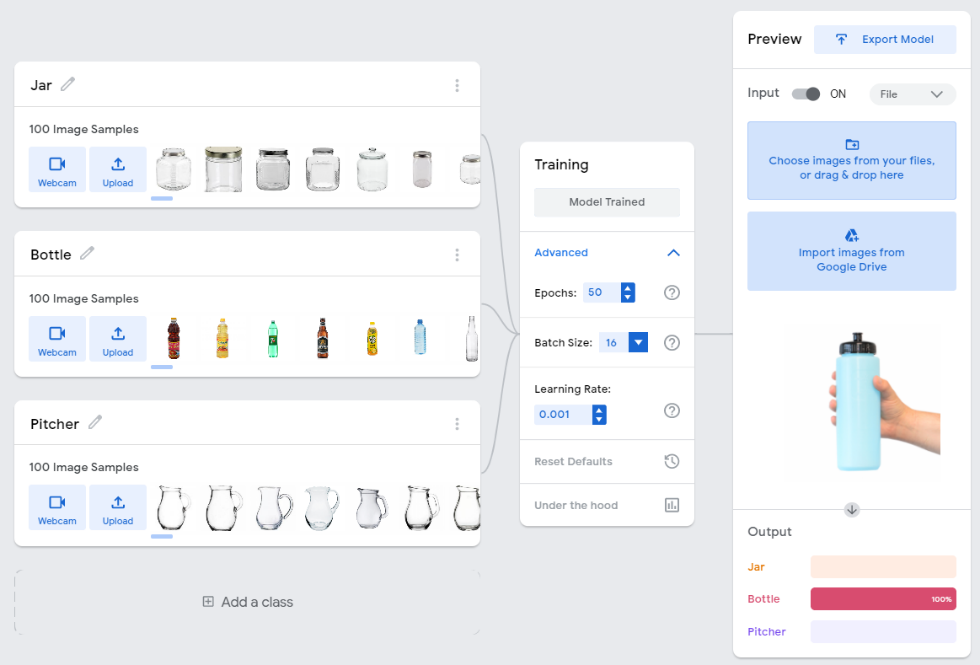 Jar
100 Image Samples
Webcam
Upload
Bottle
100 Image Samples
Webcam
Upload
Pitcher
100 Image Samples
Webcam
Upload
Add a class
Training
Model Trained
Advanced
Epochs: 50
Batch Size: 16
Learning Rate:
0.001
Reset Defaults
Under the hood
Preview
Export Model
Input ON File
Choose images from your files,
or drag & drop here
Import images from
Google Drive
Output
Jar
Bottle 100%
Pitcher